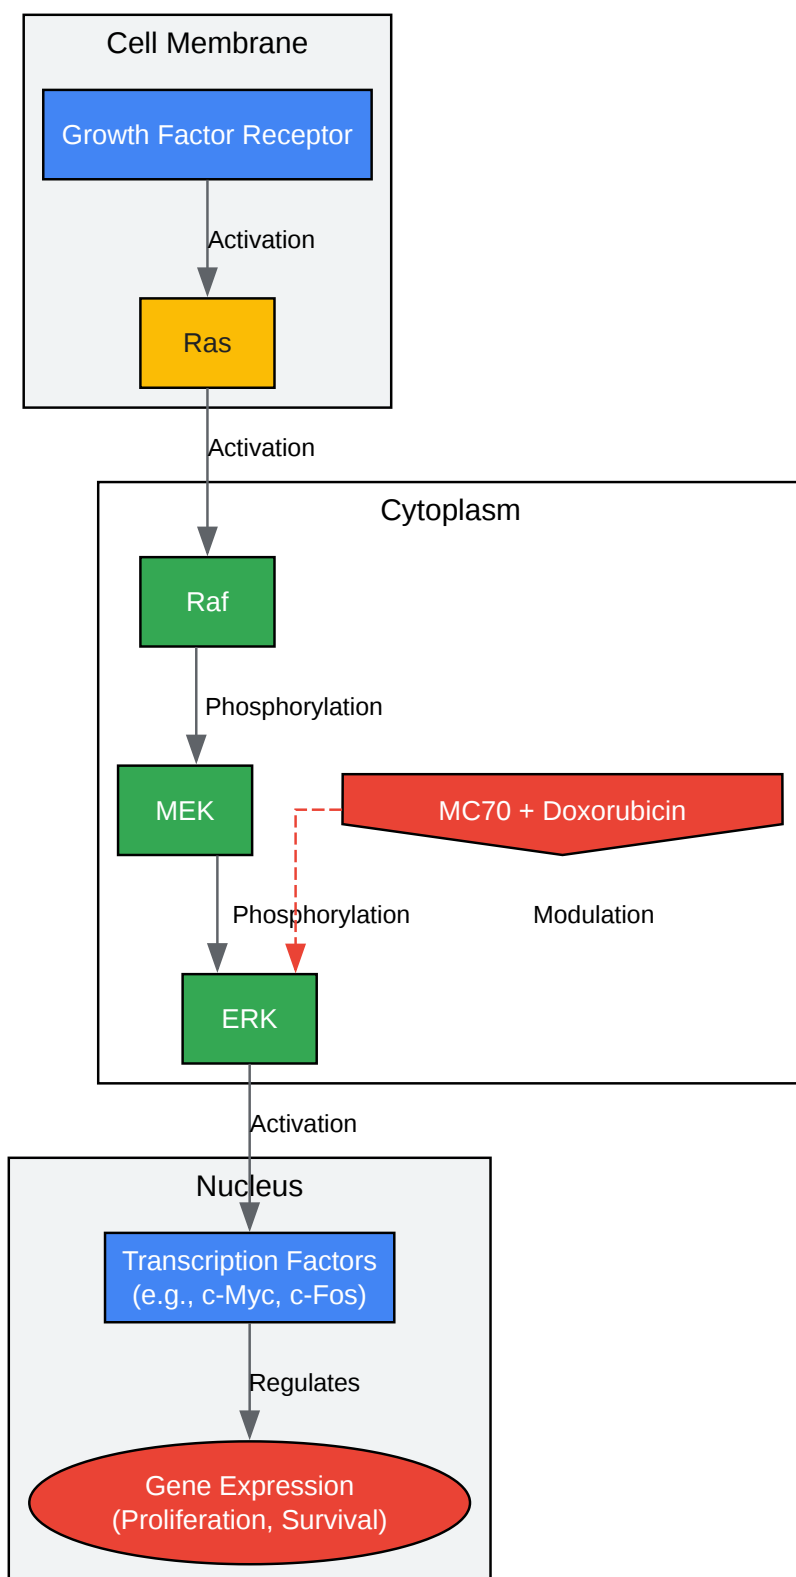 Cell Membrane
Growth Factor Receptor
Activation
Ras
Activation
Cytoplasm
Raf
Phosphorylation
MEK
MC70 + Doxorubicin
Phosphorylation
Modulation
ERK
Activation
Nucleus
Transcription Factors
(e.g., c-Myc, c-Fos)
Regulates
Gene Expression
(Proliferation, Survival)